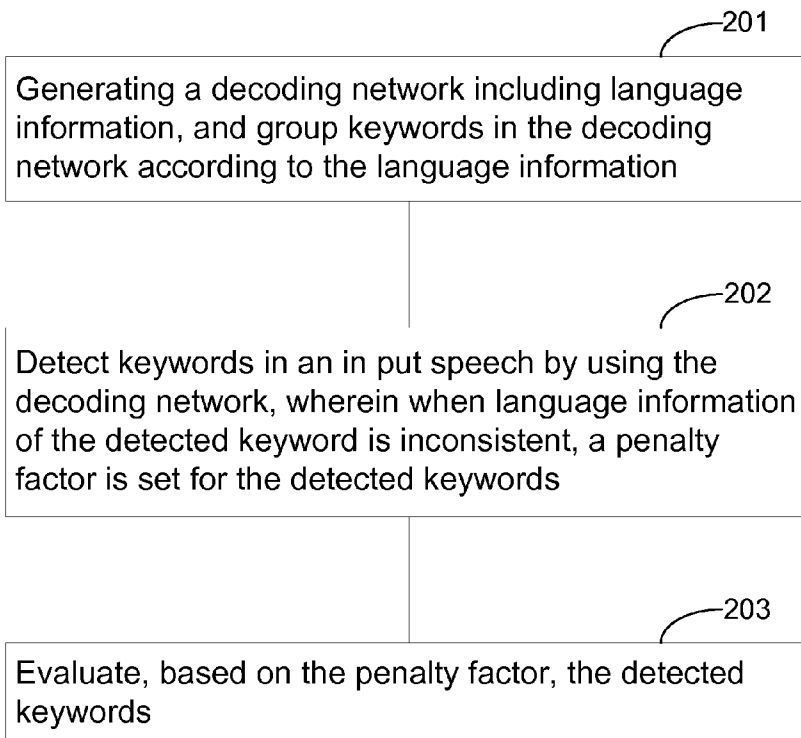 201
Generating a decoding network including language
information, and group keywords in the decoding
network according to the language information
202
Detect keywords in an in put speech by using the
decoding network, wherein when language information
of the detected keyword is inconsistent, a penalty
factor is set for the detected keywords
203
Evaluate, based on the penalty factor, the detected
keywords